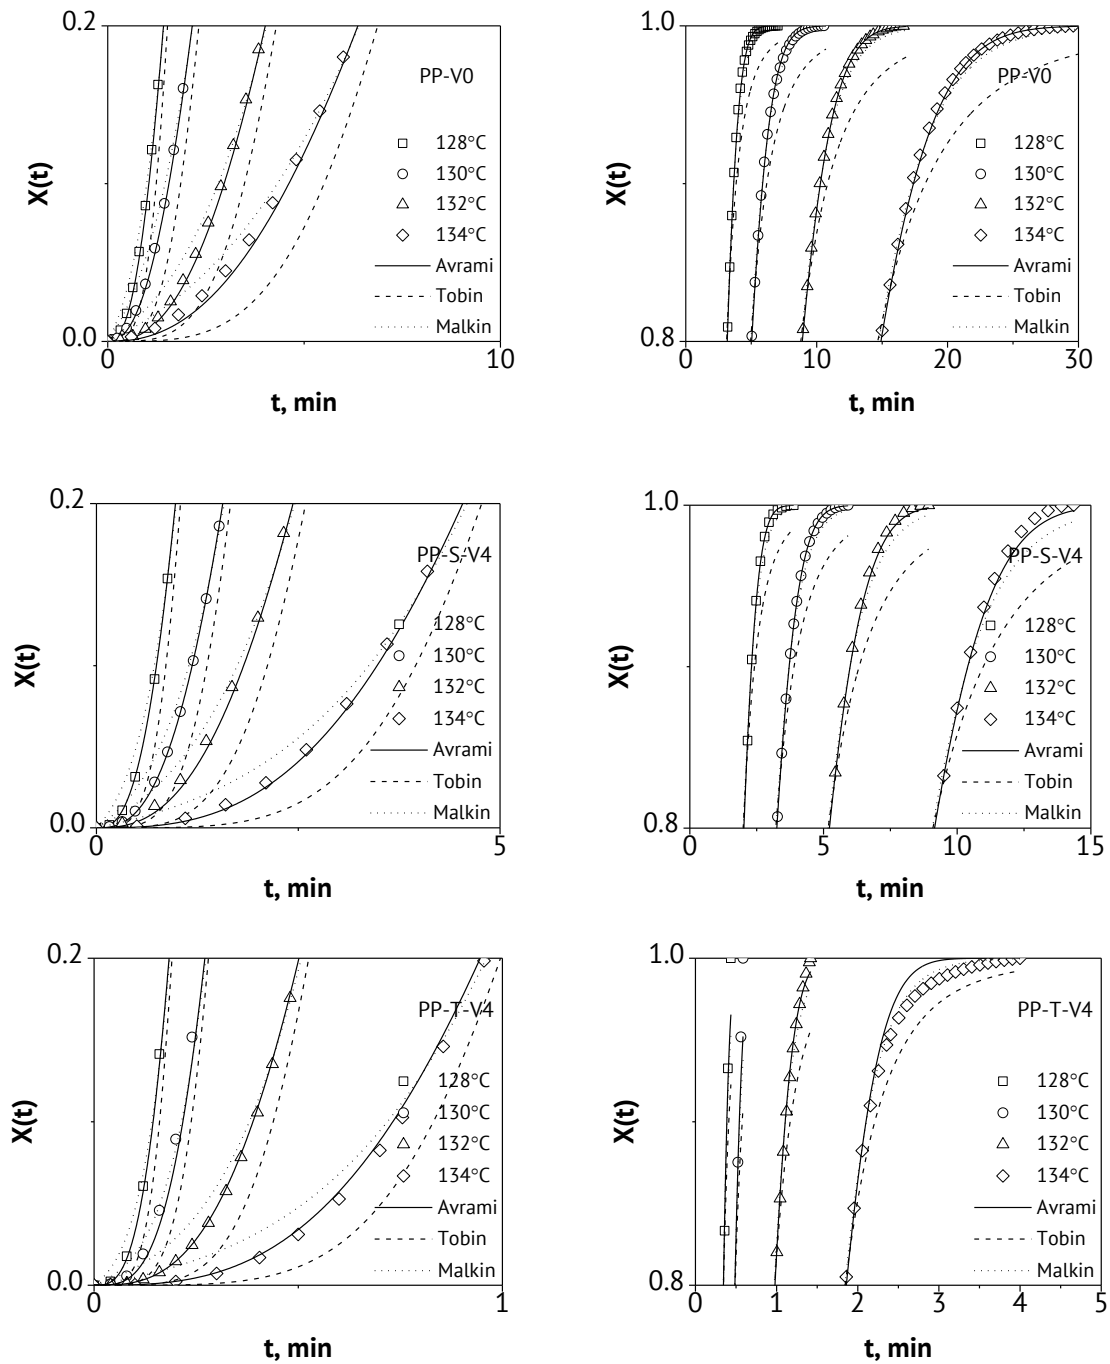 0.2
PP-V0
128°C
130°C
132°C
134°C
Avrami
Tobin
Malkin
X(t)
0.0
0
10
t, min
1.0
PP-V0
128°C
130°C
132°C
134°C
Avrami
Tobin
Malkin
X(t)
0.8
0
10
20
30
t, min
0.2
PP-S-V4
128°C
130°C
132°C
134°C
Avrami
Tobin
Malkin
X(t)
0.0
0
5
t, min
1.0
PP-S-V4
128°C
130°C
132°C
134°C
Avrami
Tobin
Malkin
X(t)
0.8
0
5
10
15
t, min
0.2
PP-T-V4
128°C
130°C
132°C
134°C
Avrami
Tobin
Malkin
X(t)
0.0
0
1
t, min
1.0
PP-T-V4
128°C
130°C
132°C
134°C
Avrami
Tobin
Malkin
X(t)
0.8
0
1
2
3
4
5
t, min